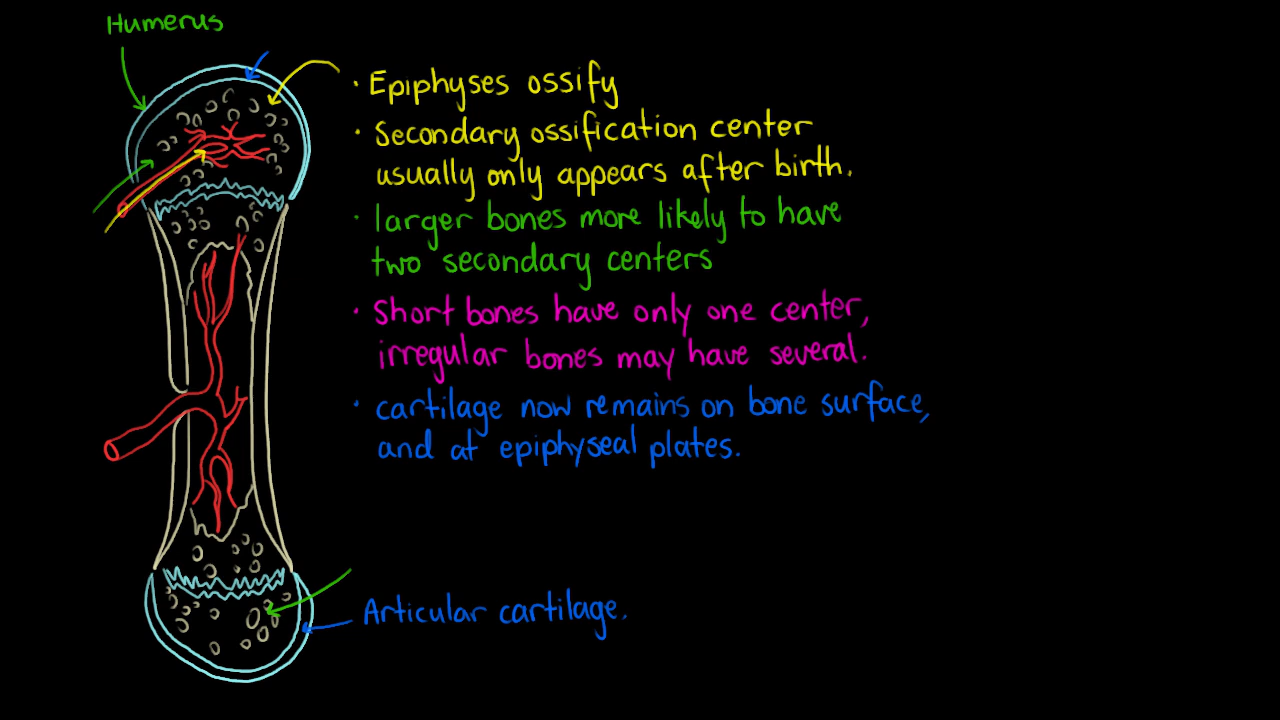 Humerus
· Epiphyses ossify
· Secondary ossification center
usually only appears after birth.
· larger bones more likely to have
two secondary centers
· Short bones have only one center,
irregular bones may have several.
· cartilage now remains on bone surface,
and at epiphyseal plates.
Articular cartilage.